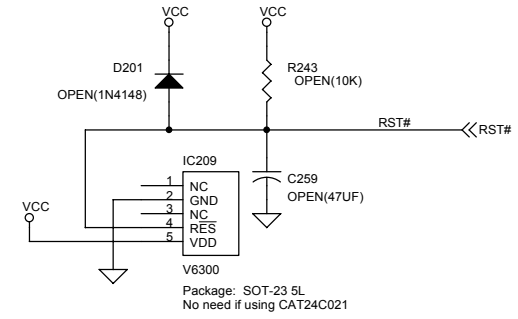 VCC
VCC
D201
OPEN(1N4148)
R243
OPEN(10K)
RST#
RST#
IC209
C259
OPEN(47UF)
VCC
1 NC
2 GND
3 NC
4 RES
5 VDD
V6300
Package: SOT-23 5L
No need if using CAT24C021